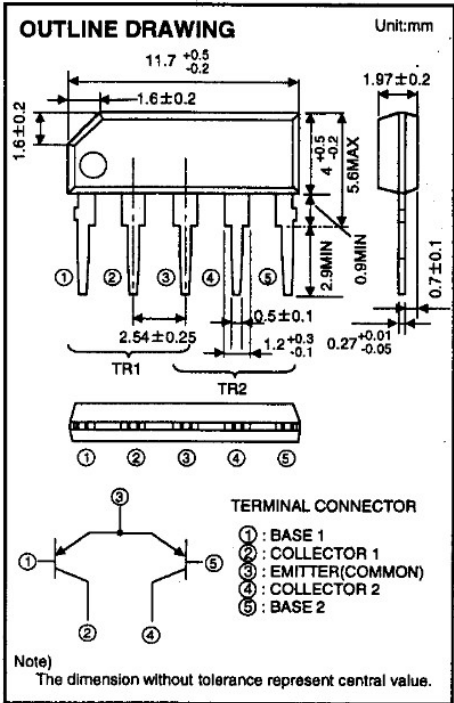 OUTLINE DRAWING
Unit:mm
11.7 +0.5 -0.2
1.6±0.2
1.97±0.2
1.6±0.2
4 +0.5 -0.2
5.6MAX
2.9MIN
0.9MIN
0.7±0.1
① ② ③ ④ ⑤
0.5±0.1
2.54±0.25
1.2 +0.3 -0.1
0.27 +0.01 -0.05
TR1
TR2
① ② ③ ④ ⑤
③
①
⑤
②
④
TERMINAL CONNECTOR
① : BASE 1
② : COLLECTOR 1
③ : EMITTER(COMMON)
④ : COLLECTOR 2
⑤ : BASE 2
Note)
The dimension without tolerance represent central value.